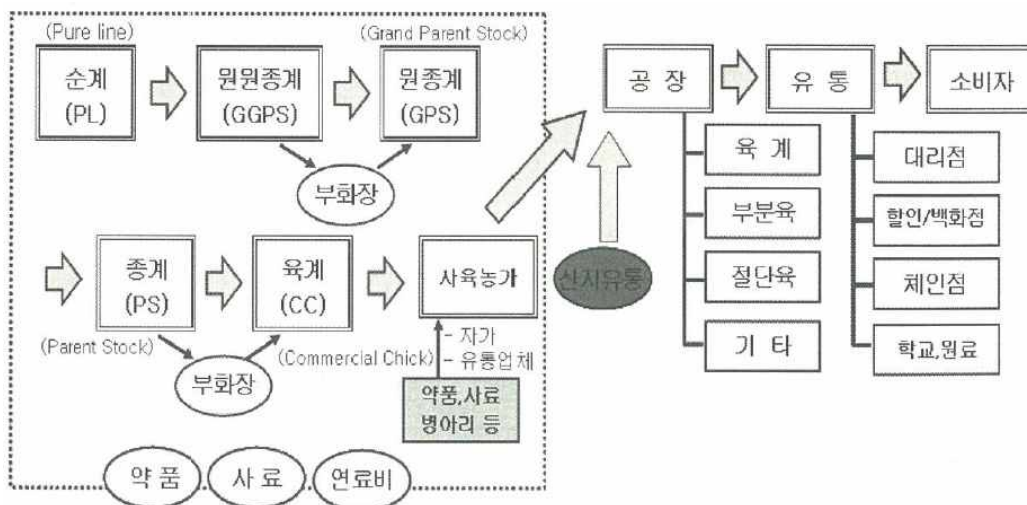 (Pure line)
(Grand Parent Stock)
순계
(PL)
원원종계
(GGPS)
원종계
(GPS)
부화장
종계
(PS)
육계
(CC)
사육농가
(Parent Stock)
(Commercial Chick)
부화장
- 자가
- 유통업체
약품,사료
병아리 등
약 품
사 료
연료비
산지유통
공 장
유 통
소비자
육 계
부분육
절단육
기 타
대리점
할인/백화점
체인점
학교,원료